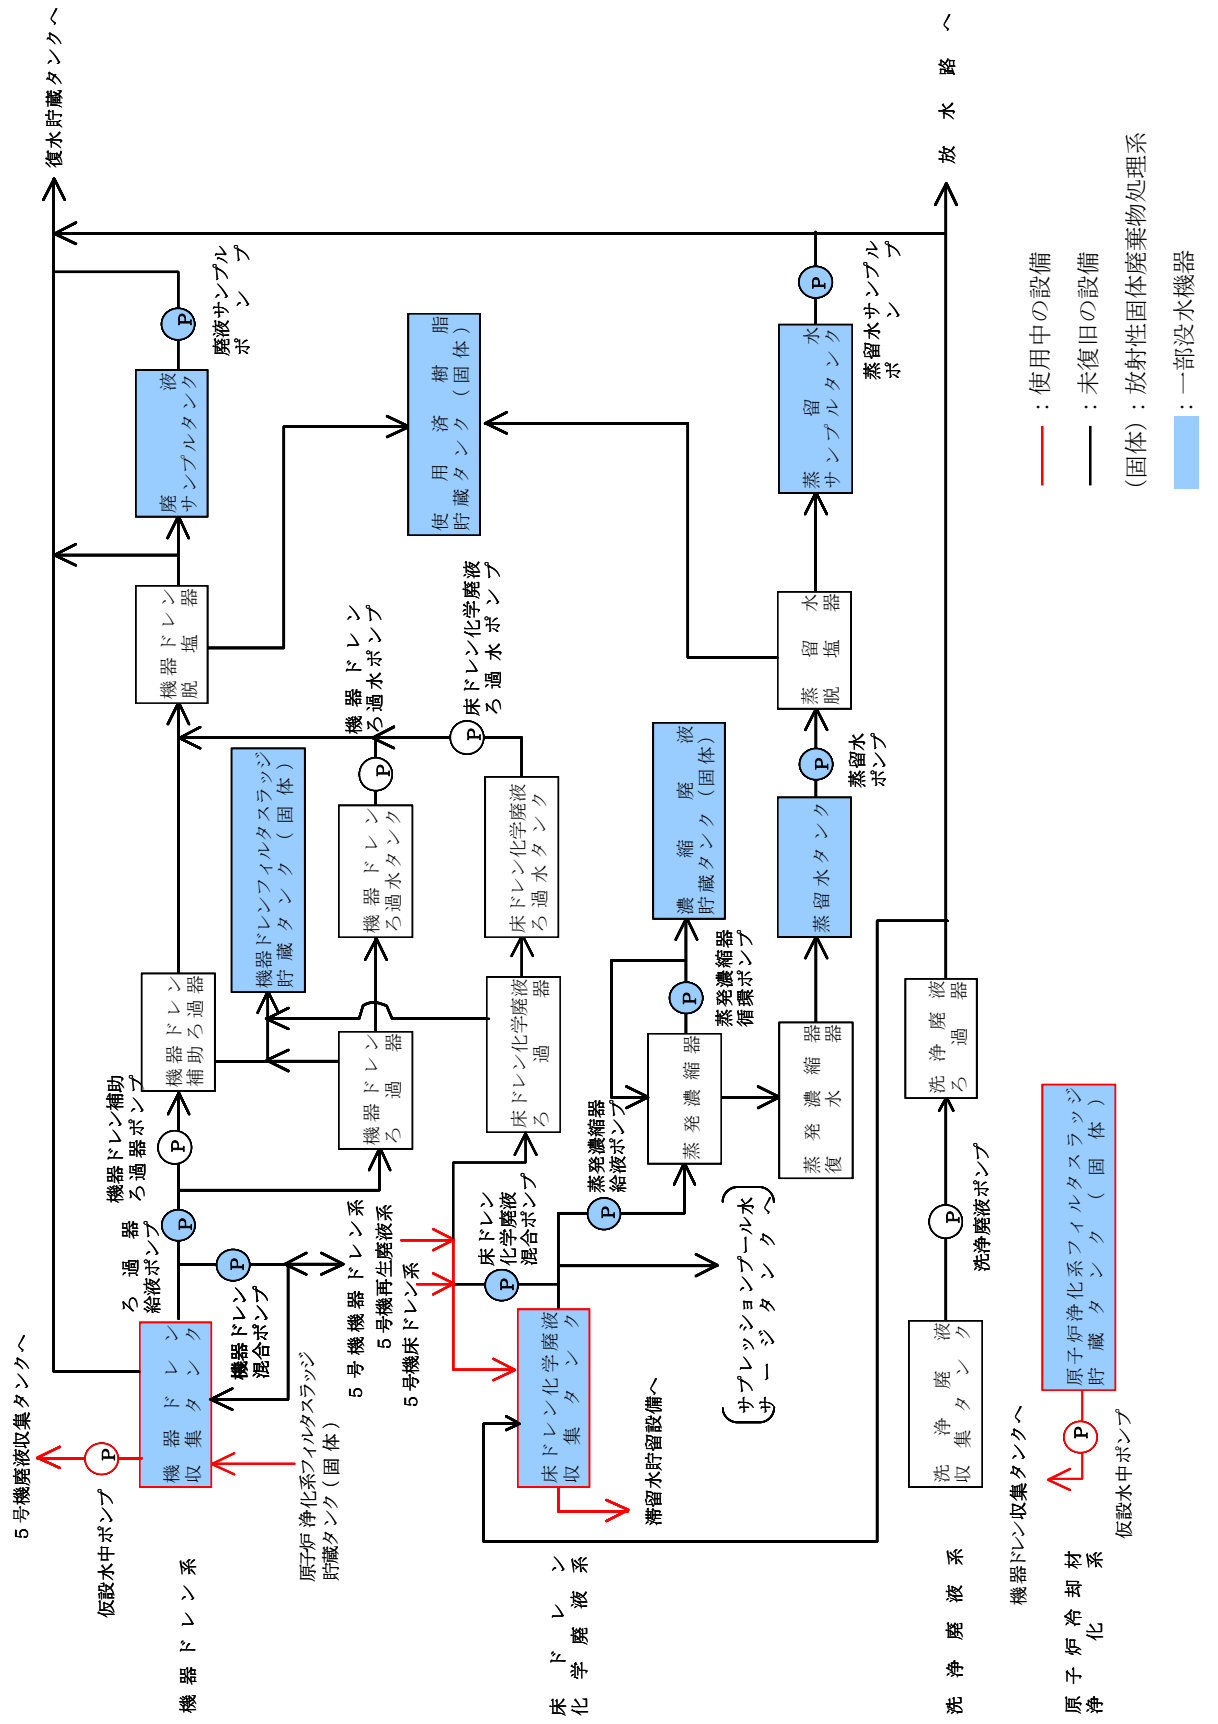 復水貯蔵タンクへ
放水路へ
廃液サンプル
ポンプ
P
廃液
サンプルタンク
使用済樹脂
貯蔵タンク(固体)
蒸留水サンプル
ポンプ
P
蒸留水
サンプルタンク
:使用中の設備
:未復旧の設備
(固体):放射性固体廃棄物処理系
:一部没水機器
機器ドレン
脱塩器
機器ドレン
ろ過水ポンプ
P
床ドレン化学廃液
ろ過水ポンプ
P
蒸留水
脱塩器
機器ドレンフィルタスラッジ
貯蔵タンク(固体)
機器ドレン
ろ過水タンク
床ドレン化学廃液
ろ過水タンク
濃縮廃液
貯蔵タンク(固体)
蒸留水
ポンプ
P
蒸留水タンク
機器ドレン
補助ろ過器
機器ドレン
ろ過器
床ドレン化学廃液
ろ過器
蒸発濃縮器
循環ポンプ
P
蒸発濃縮器
蒸発濃縮器
復水器
洗浄廃液
ろ過器
機器ドレン補助
ろ過器ポンプ
P
ろ過器
給液ポンプ
P
機器ドレン
混合ポンプ
P
5号機機器ドレン系
5号機再生廃液系
5号機床ドレン系
床ドレン
化学廃液
混合ポンプ
P
蒸発濃縮器
給液ポンプ
P
サプレッションプール水
サージタンクへ
洗浄廃液ポンプ
P
原子炉浄化系フィルタスラッジ
貯蔵タンク(固体)
5号機廃液収集タンクへ
仮設水中ポンプ
P
機器ドレン
収集タンク
原子炉浄化系フィルタスラッジ
貯蔵タンク(固体)
床ドレン化学廃液
収集タンク
滞留水貯留設備へ
洗浄廃液
収集タンク
機器ドレン収集タンクへ
P
仮設水中ポンプ
機器ドレン系
床ドレン
化学廃液系
洗浄廃液系
原子炉冷却材
浄化系